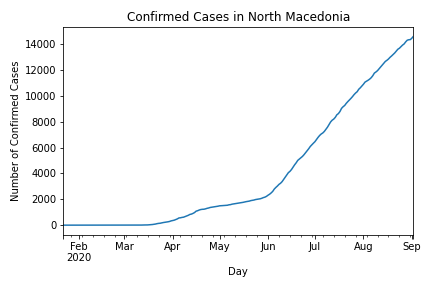 Confirmed Cases in North Macedonia
Number of Confirmed Cases
14000
12000
10000
8000
6000
4000
2000
0
Feb Mar Apr May Jun Jul Aug Sep
2020
Day